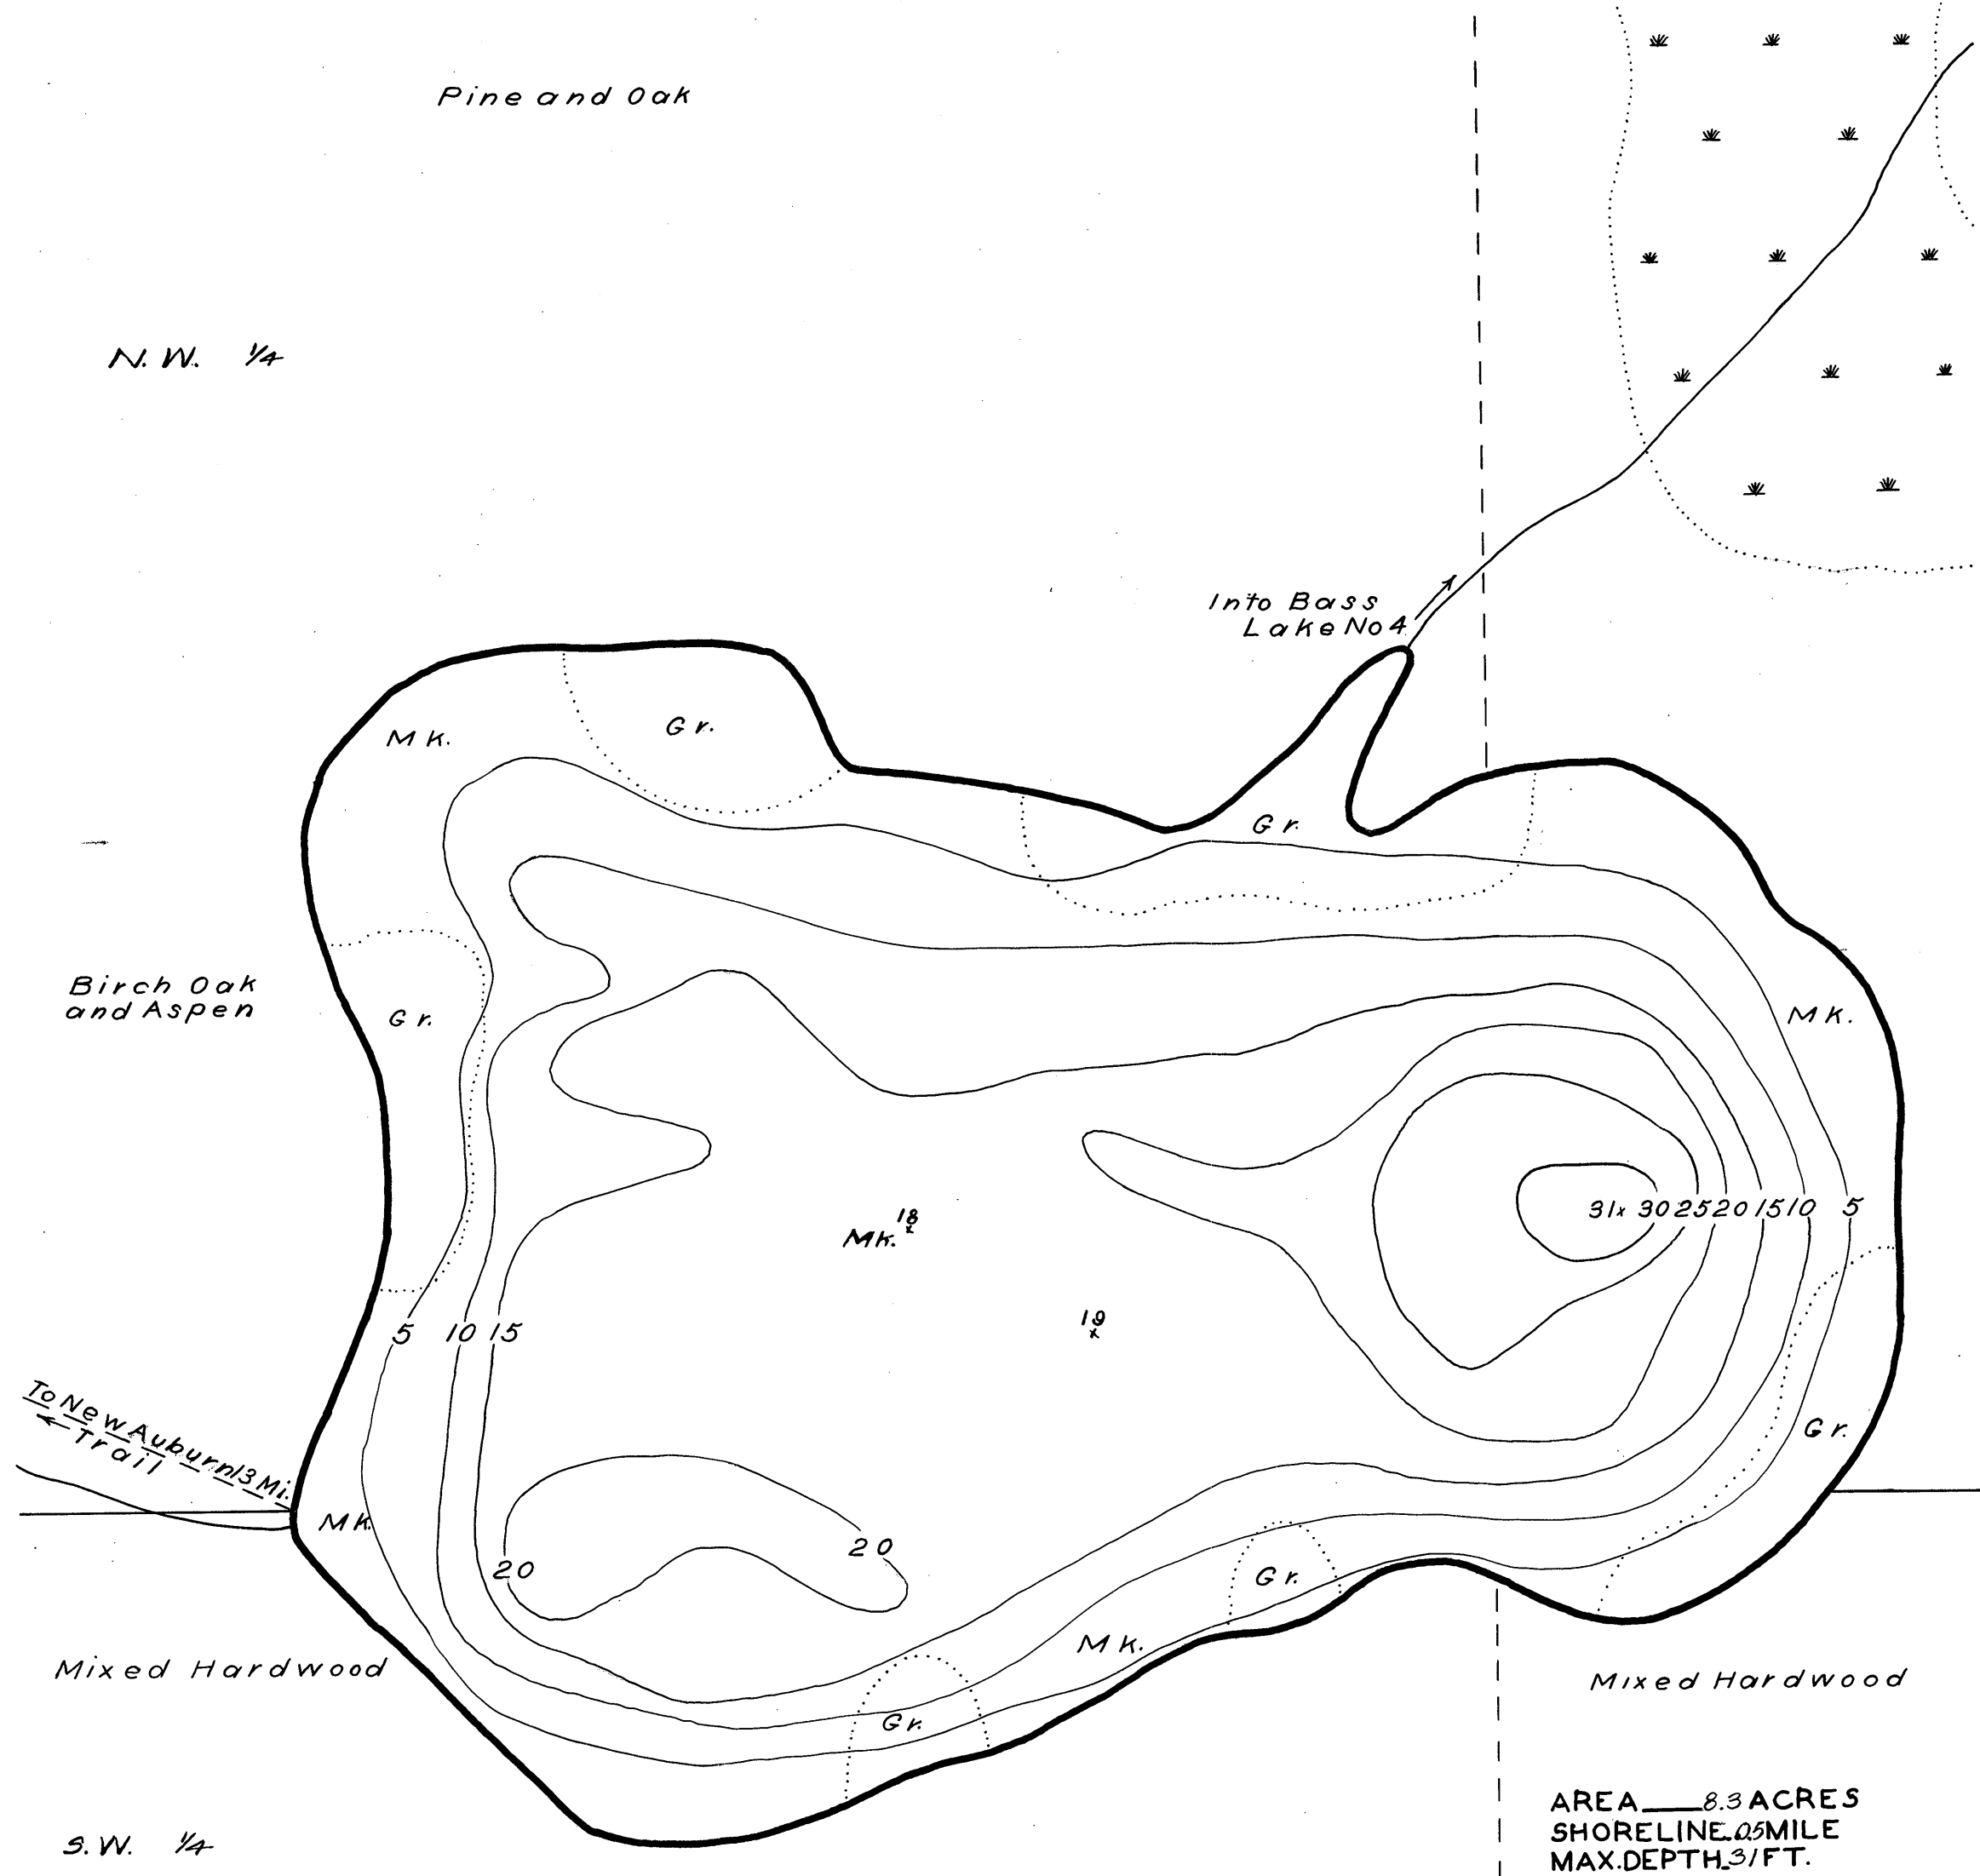 Pine and Oak
N. W. 1/4
Into Bass
Lake No 4
Mk.
Gr.
Gr.
Birch Oak
and Aspen
Gr.
Mk.
31x 30 25 20 15 10 5
18
x
Mk.
19
x
5 10 15
To New Auburn 13 Mi.
Trail
Gr.
Mk.
20
20
Gr.
Mk.
Mixed Hardwood
Mixed Hardwood
Gr.
AREA 8.3 ACRES
SHORELINE 0.5 MILE
MAX. DEPTH 31 FT.
S. W. 1/4